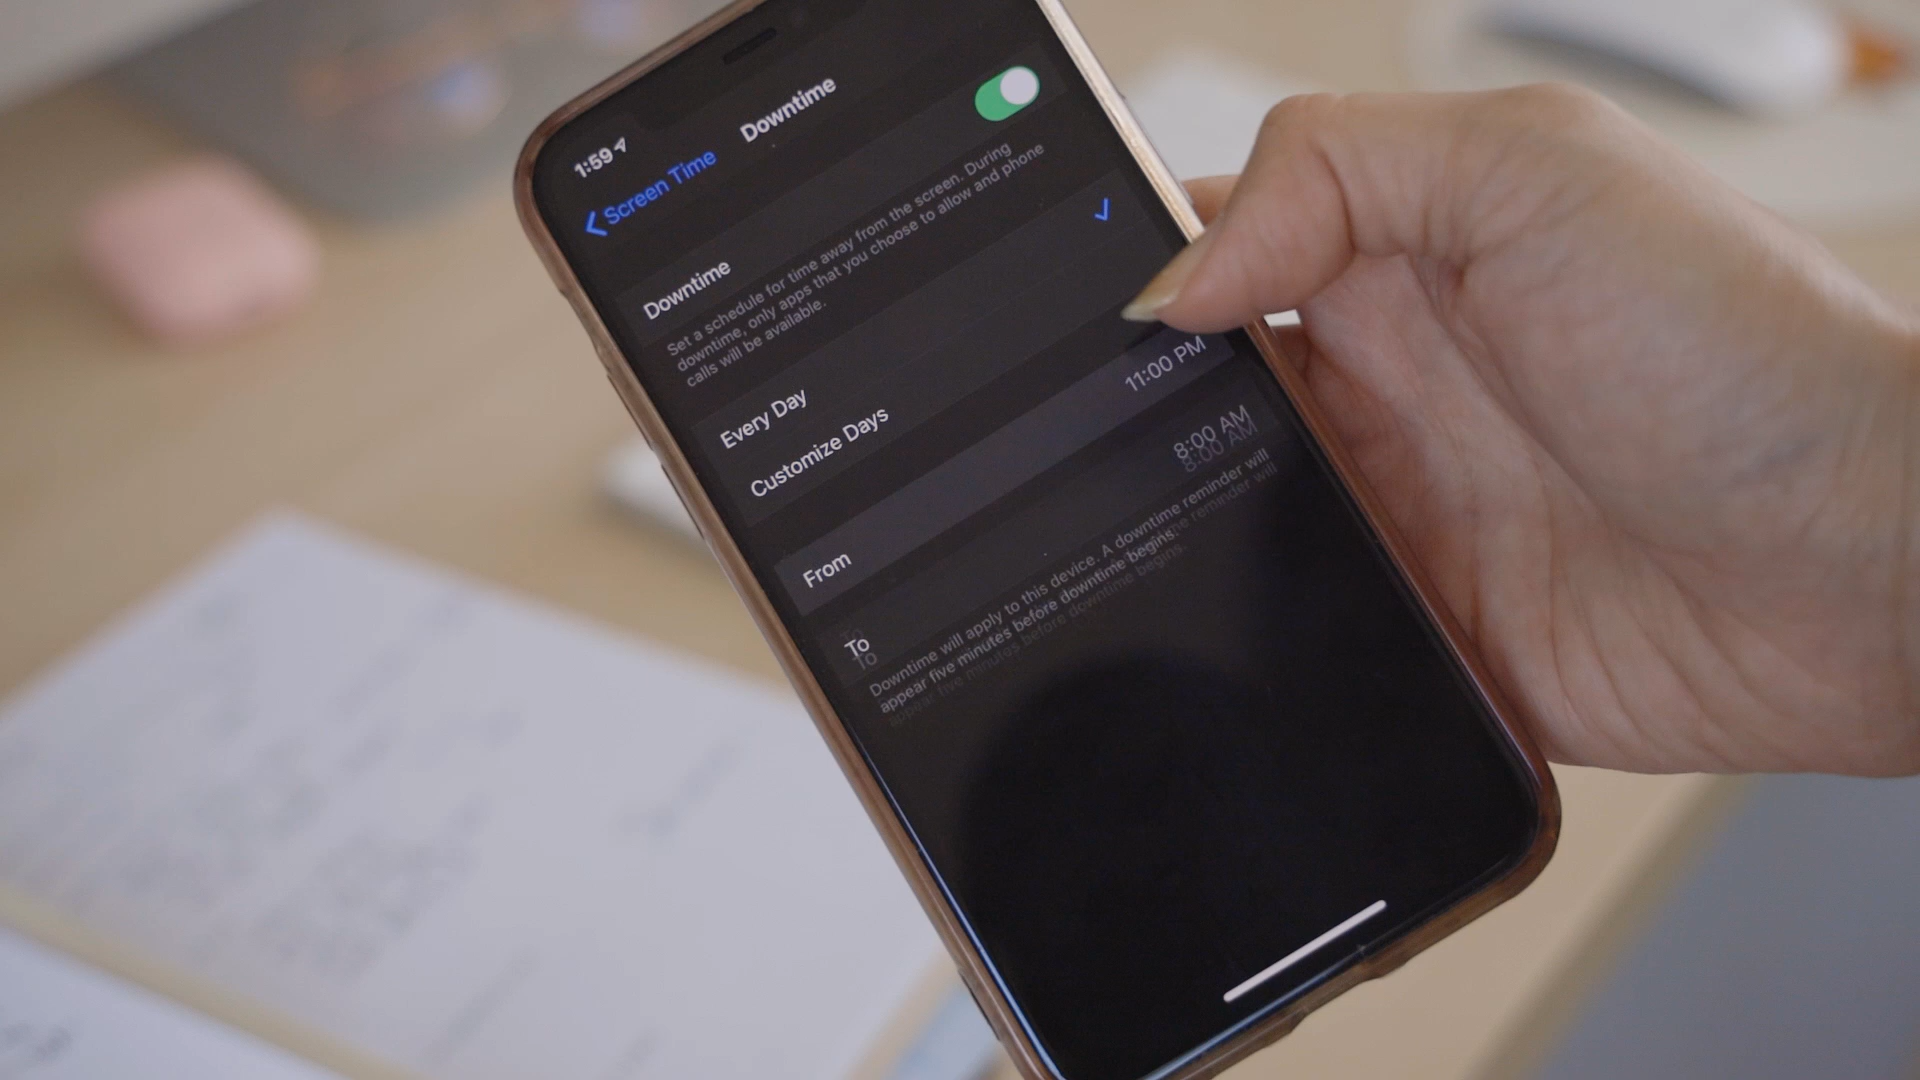 1:59
Screen Time
Downtime
Downtime
Set a schedule for time away from the screen. During
downtime, only apps that you choose to allow and phone
calls will be available.
Every Day
Customize Days
From
11:00 PM
To
8:00 AM
Downtime will apply to this device. A downtime reminder will
appear five minutes before downtime begins.